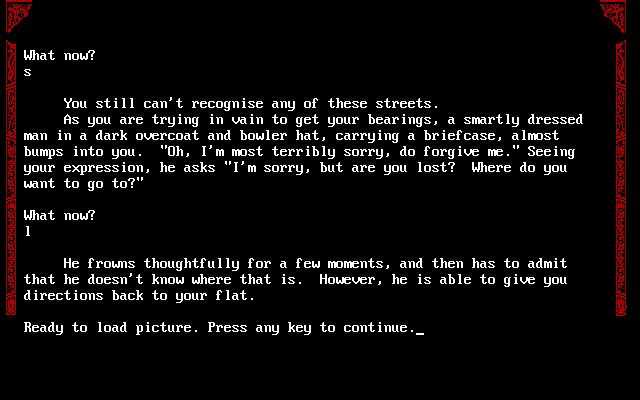 What now?
s
You still can't recognise any of these streets.
As you are trying in vain to get your bearings, a smartly dressed
man in a dark overcoat and bowler hat, carrying a briefcase, almost
bumps into you.  "Oh, I'm most terribly sorry, do forgive me." Seeing
your expression, he asks "I'm sorry, but are you lost?  Where do you
want to go to?"
What now?
l
He frowns thoughtfully for a few moments, and then has to admit
that he doesn't know where that is.  However, he is able to give you
directions back to your flat.
Ready to load picture. Press any key to continue._